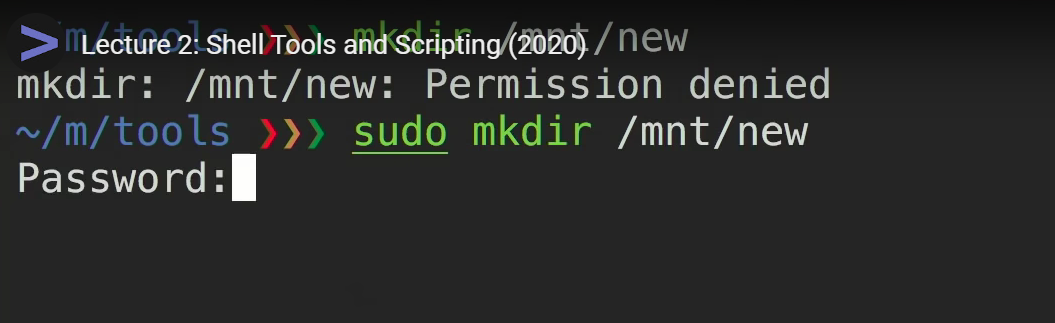 Lecture 2: Shell Tools and Scripting (2020)
~/m/tools ❯❯❯ mkdir /mnt/new
mkdir: /mnt/new: Permission denied
~/m/tools ❯❯❯ sudo mkdir /mnt/new
Password: